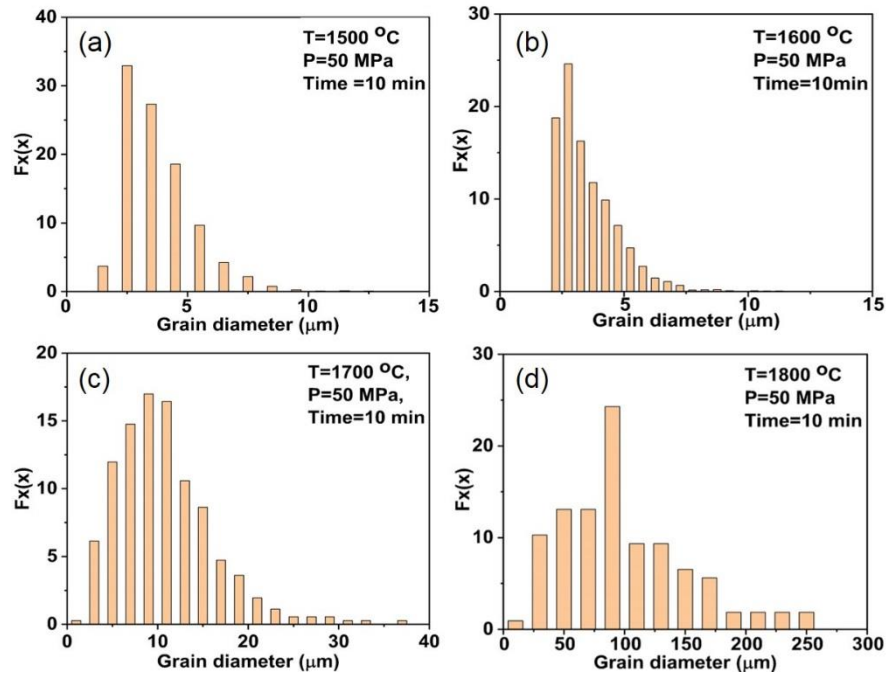 (a)
T=1500 ᴼC
P=50 MPa
Time =10 min
40
30
20
10
0
Fx(x)
0 5 10 15
Grain diameter (μm)
(b)
T=1600 ᴼC
P=50 MPa
Time=10min
30
20
10
0
Fx(x)
0 5 10 15
Grain diameter (μm)
(c)
T=1700 ᴼC,
P=50 MPa,
Time=10 min
20
15
10
5
0
Fx(x)
0 10 20 30 40
Grain diameter (μm)
(d)
T=1800 ᴼC
P=50 MPa
Time=10 min
30
20
10
0
Fx(x)
0 50 100 150 200 250 300
Grain diameter (μm)